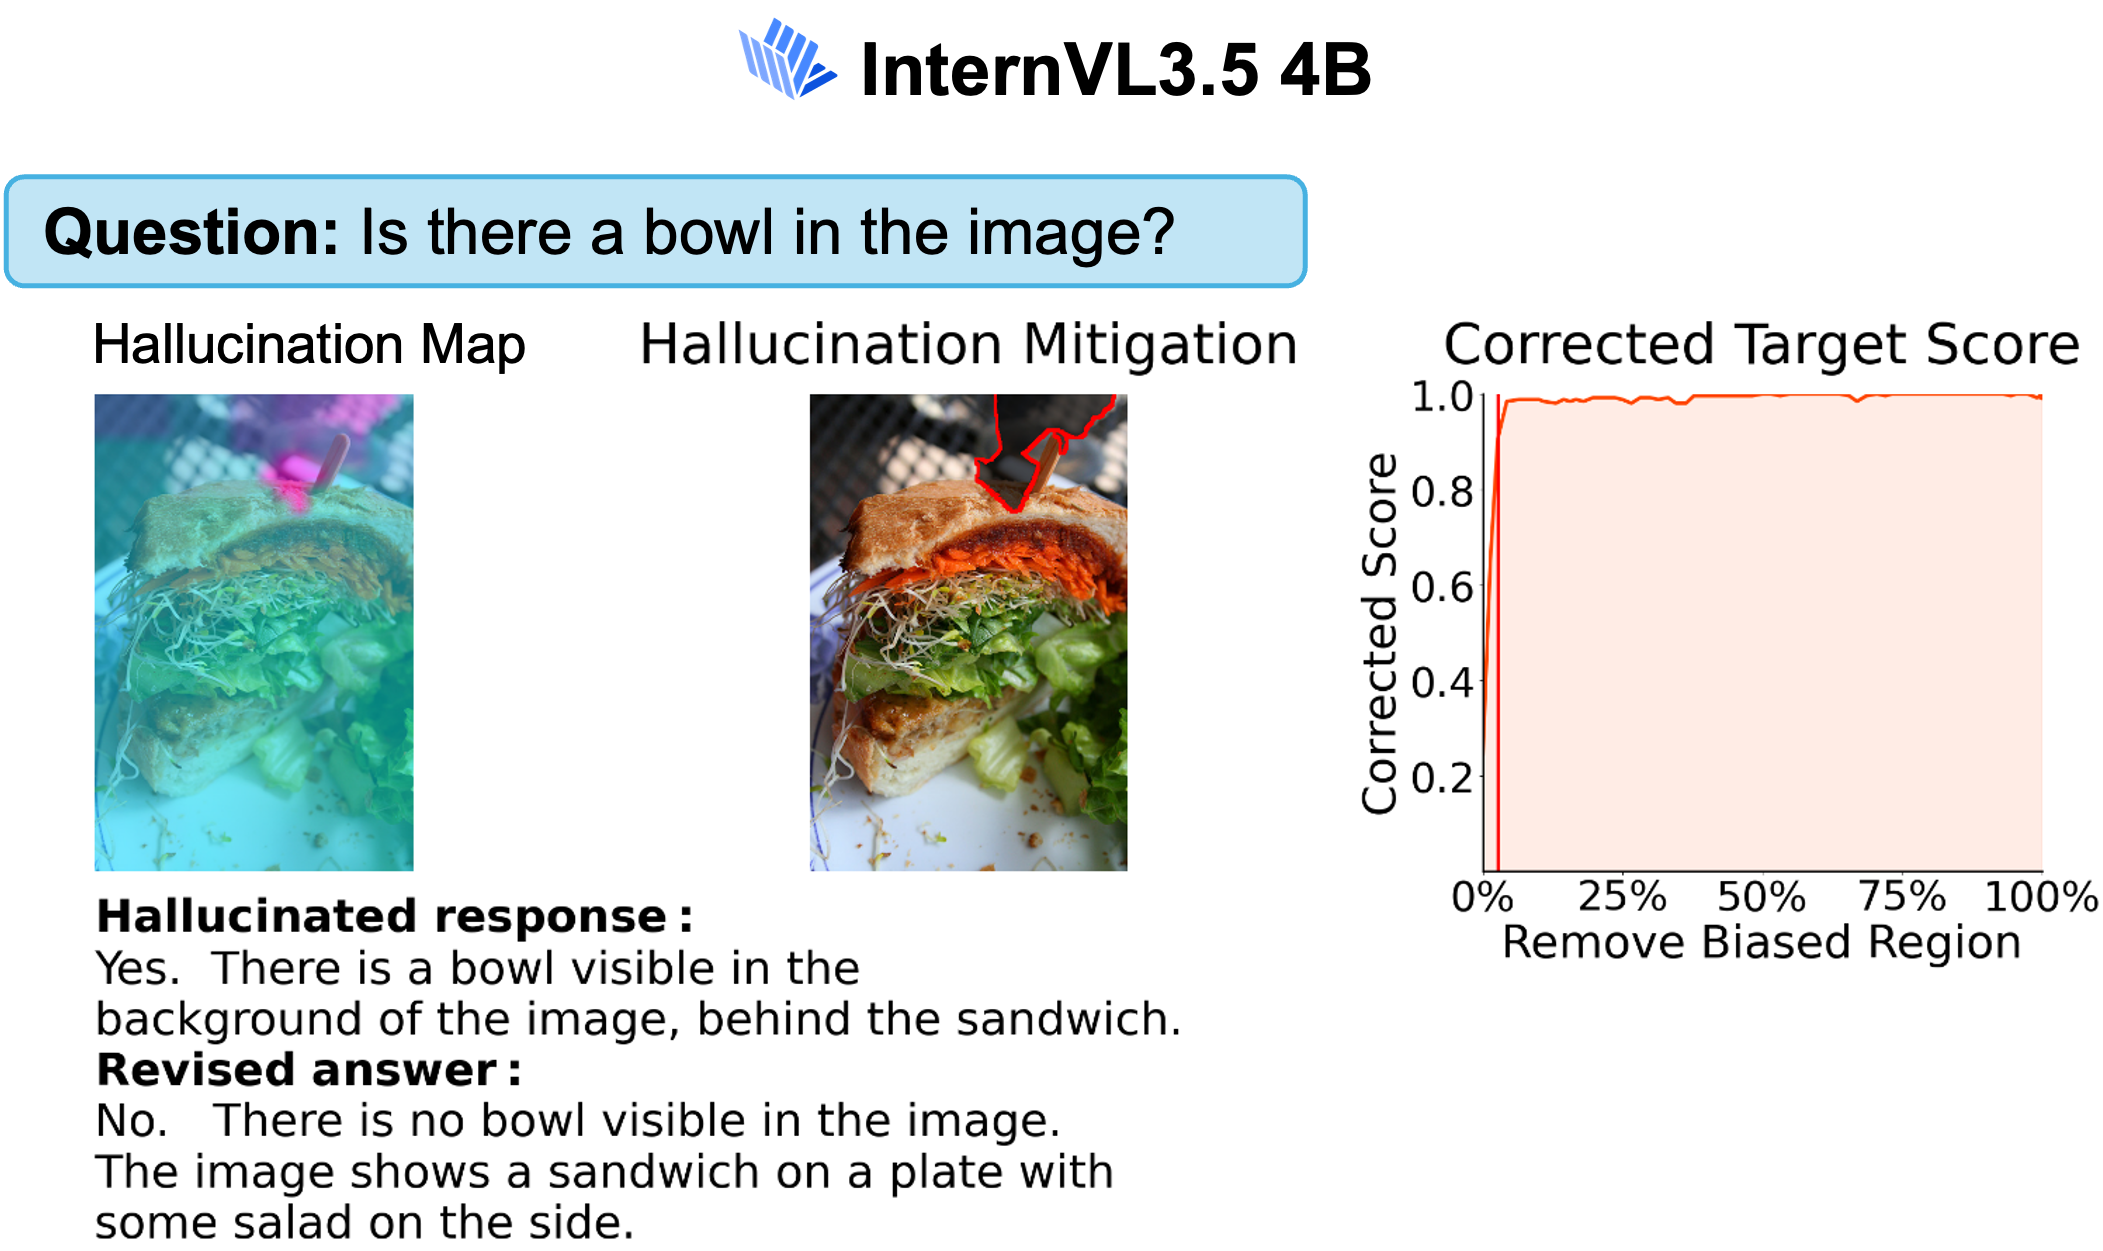 InternVL3.5 4B
Question: Is there a bowl in the image?
Hallucination Map
Hallucination Mitigation
Corrected Target Score
1.0
0.8
0.6
0.4
0.2
Corrected Score
0% 25% 50% 75% 100%
Remove Biased Region
Hallucinated response:
Yes. There is a bowl visible in the
background of the image, behind the sandwich.
Revised answer:
No. There is no bowl visible in the image.
The image shows a sandwich on a plate with
some salad on the side.